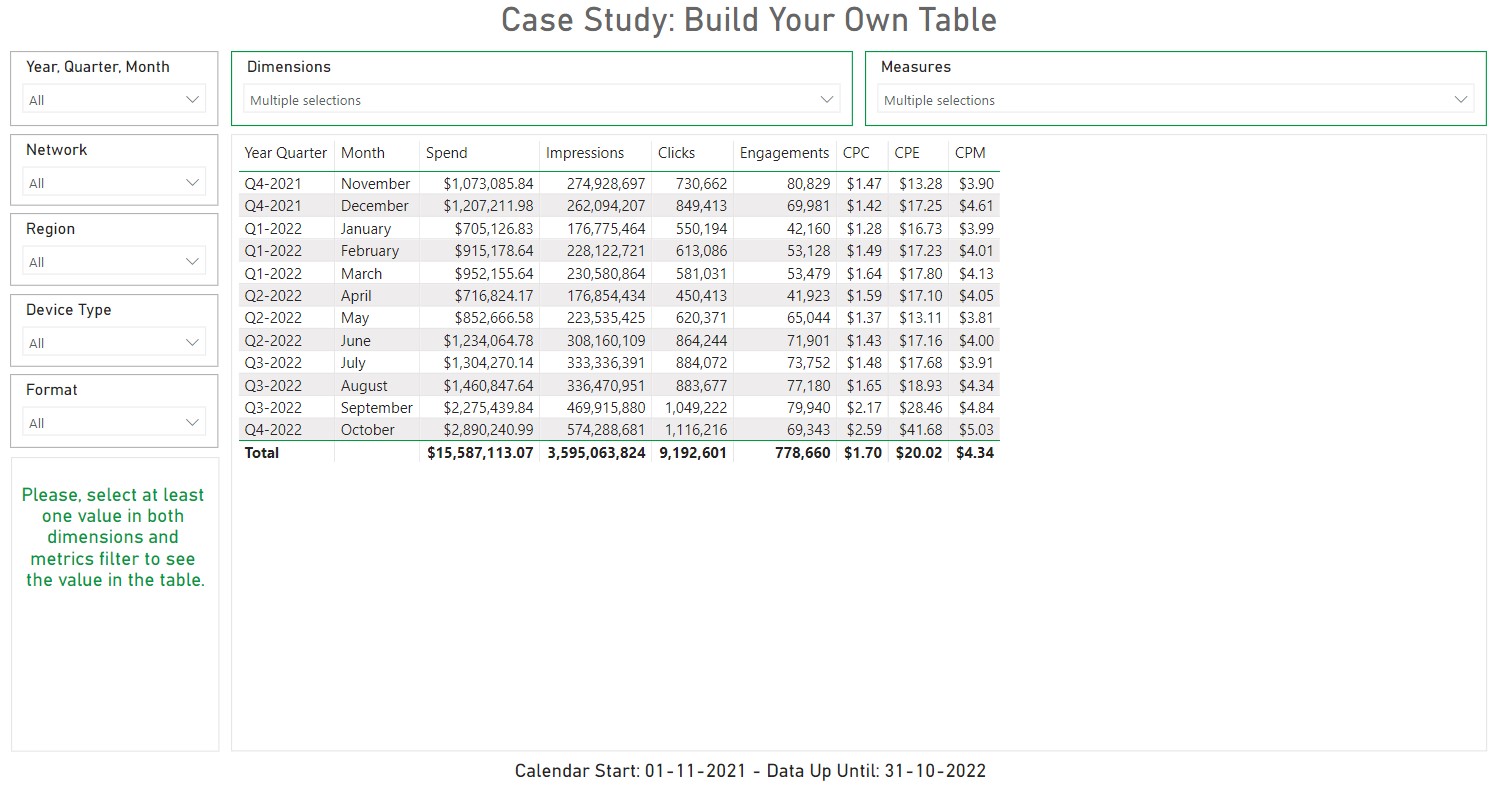 Case Study: Build Your Own Table
Year, Quarter, Month
All
Dimensions
Multiple selections
Measures
Multiple selections
Network
All
Region
All
Device Type
All
Format
All
Please, select at least
one value in both
dimensions and
metrics filter to see
the value in the table.
Year Quarter Month Spend Impressions Clicks Engagements CPC CPE CPM
Q4-2021 November $1,073,085.84 274,928,697 730,662 80,829 $1.47 $13.28 $3.90
Q4-2021 December $1,207,211.98 262,094,207 849,413 69,981 $1.42 $17.25 $4.61
Q1-2022 January $705,126.83 176,775,464 550,194 42,160 $1.28 $16.73 $3.99
Q1-2022 February $915,178.64 228,122,721 613,086 53,128 $1.49 $17.23 $4.01
Q1-2022 March $952,155.64 230,580,864 581,031 53,479 $1.64 $17.80 $4.13
Q2-2022 April $716,824.17 176,854,434 450,413 41,923 $1.59 $17.10 $4.05
Q2-2022 May $852,666.58 223,535,425 620,371 65,044 $1.37 $13.11 $3.81
Q2-2022 June $1,234,064.78 308,160,109 864,244 71,901 $1.43 $17.16 $4.00
Q3-2022 July $1,304,270.14 333,336,391 884,072 73,752 $1.48 $17.68 $3.91
Q3-2022 August $1,460,847.64 336,470,951 883,677 77,180 $1.65 $18.93 $4.34
Q3-2022 September $2,275,439.84 469,915,880 1,049,222 79,940 $2.17 $28.46 $4.84
Q4-2022 October $2,890,240.99 574,288,681 1,116,216 69,343 $2.59 $41.68 $5.03
Total $15,587,113.07 3,595,063,824 9,192,601 778,660 $1.70 $20.02 $4.34
Calendar Start: 01-11-2021 - Data Up Until: 31-10-2022